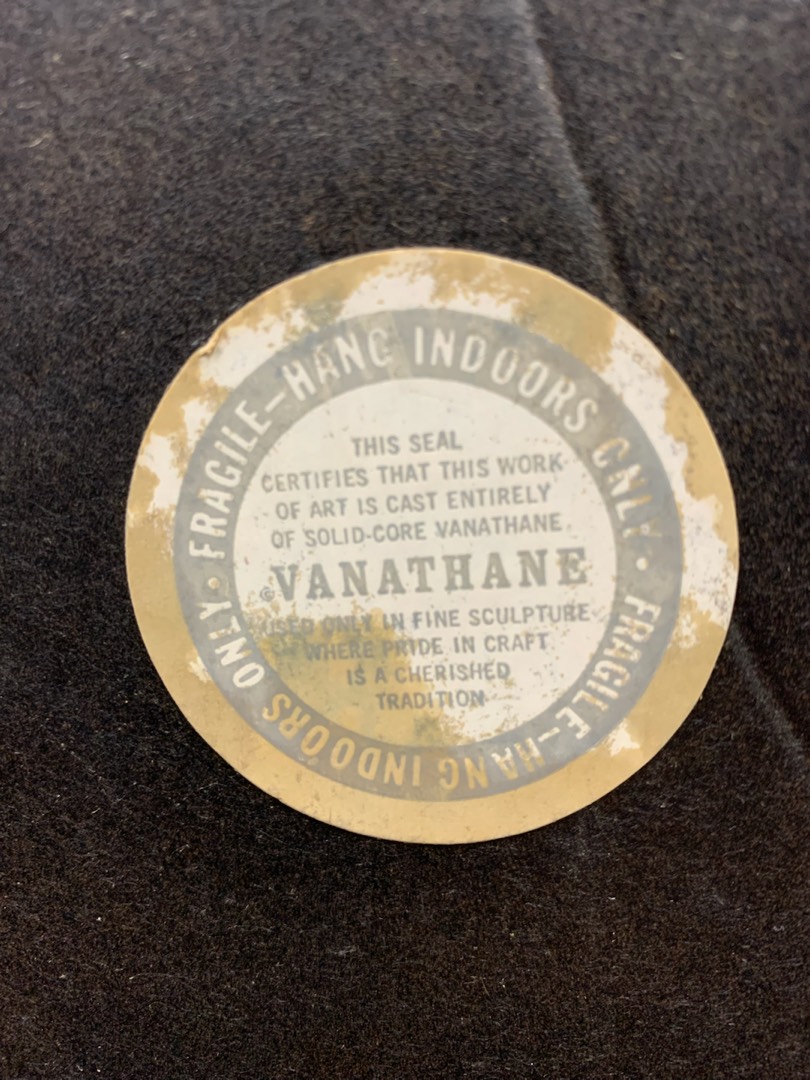 FRAGILE—HANG INDOORS ONLY • FRAGILE—HANG INDOORS ONLY •
THIS SEAL
CERTIFIES THAT THIS WORK
OF ART IS CAST ENTIRELY
OF SOLID-CORE VANATHANE
©VANATHANE
USED ONLY IN FINE SCULPTURE
WHERE PRIDE IN CRAFT
IS A CHERISHED
TRADITION